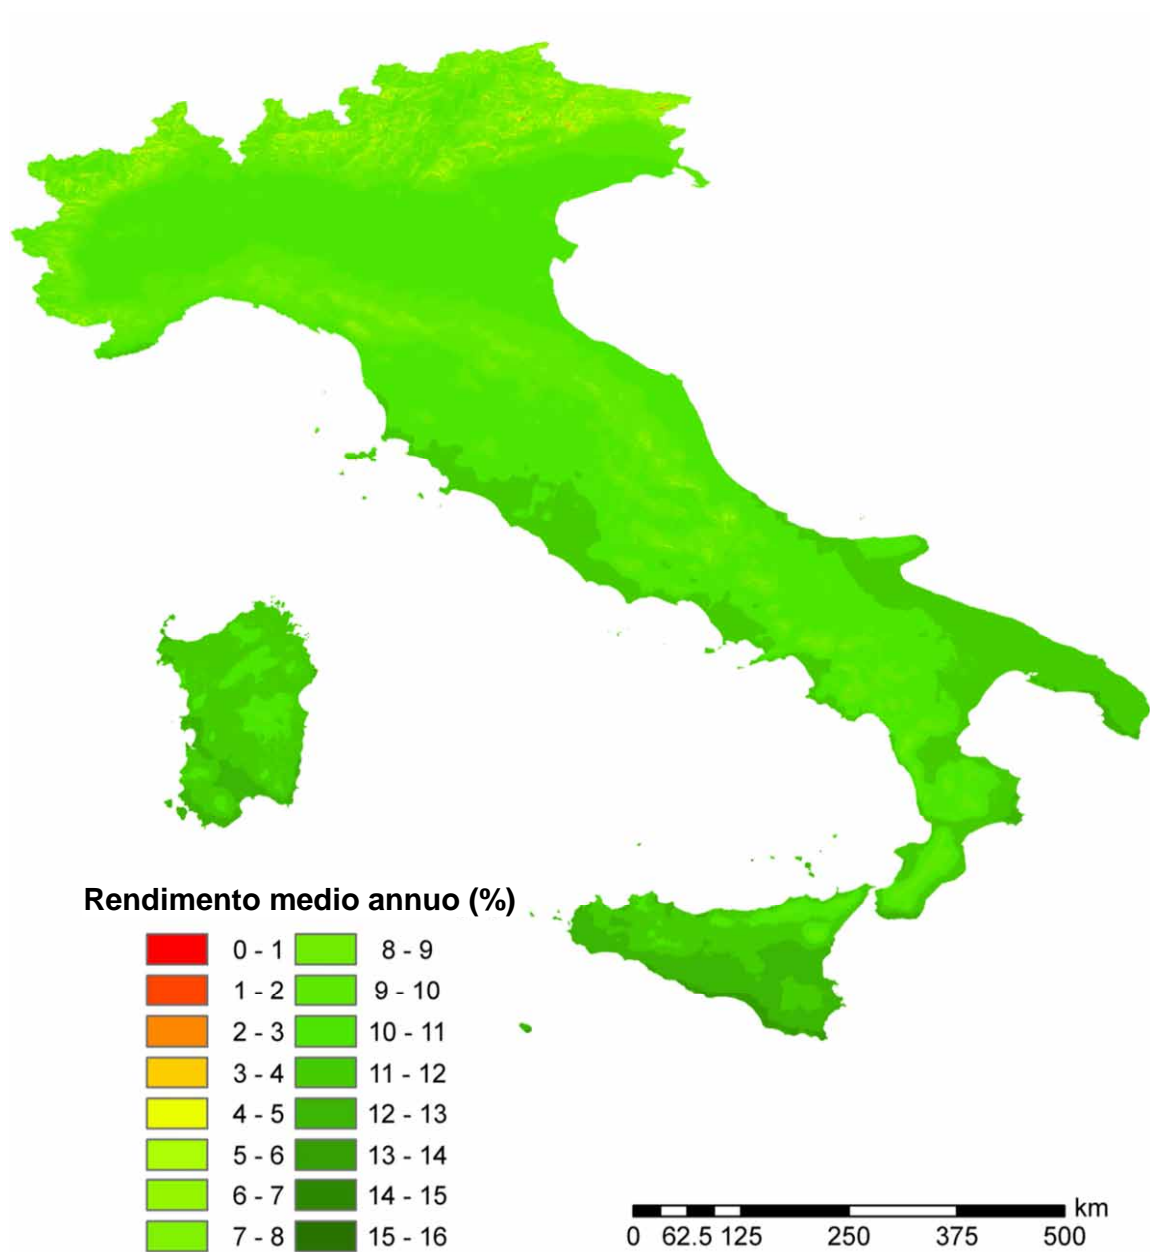 Rendimento medio annuo (%)
0 - 1 8 - 9
1 - 2 9 - 10
2 - 3 10 - 11
3 - 4 11 - 12
4 - 5 12 - 13
5 - 6 13 - 14
6 - 7 14 - 15
7 - 8 15 - 16
km
0 62.5 125 250 375 500